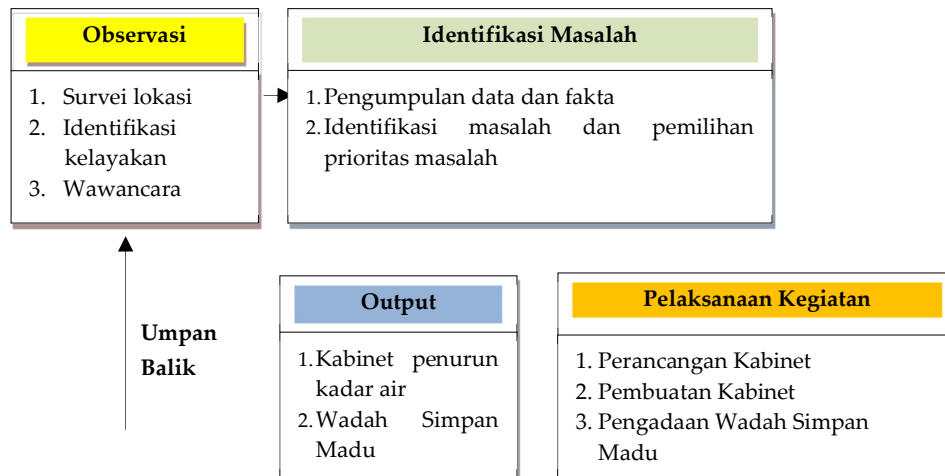 Observasi
1. Survei lokasi
2. Identifikasi
kelayakan
3. Wawancara
Identifikasi Masalah
1. Pengumpulan data dan fakta
2. Identifikasi masalah dan pemilihan
prioritas masalah
Umpan
Balik
Output
1. Kabinet penurun
kadar air
2. Wadah Simpan
Madu
Pelaksanaan Kegiatan
1. Perancangan Kabinet
2. Pembuatan Kabinet
3. Pengadaan Wadah Simpan
Madu